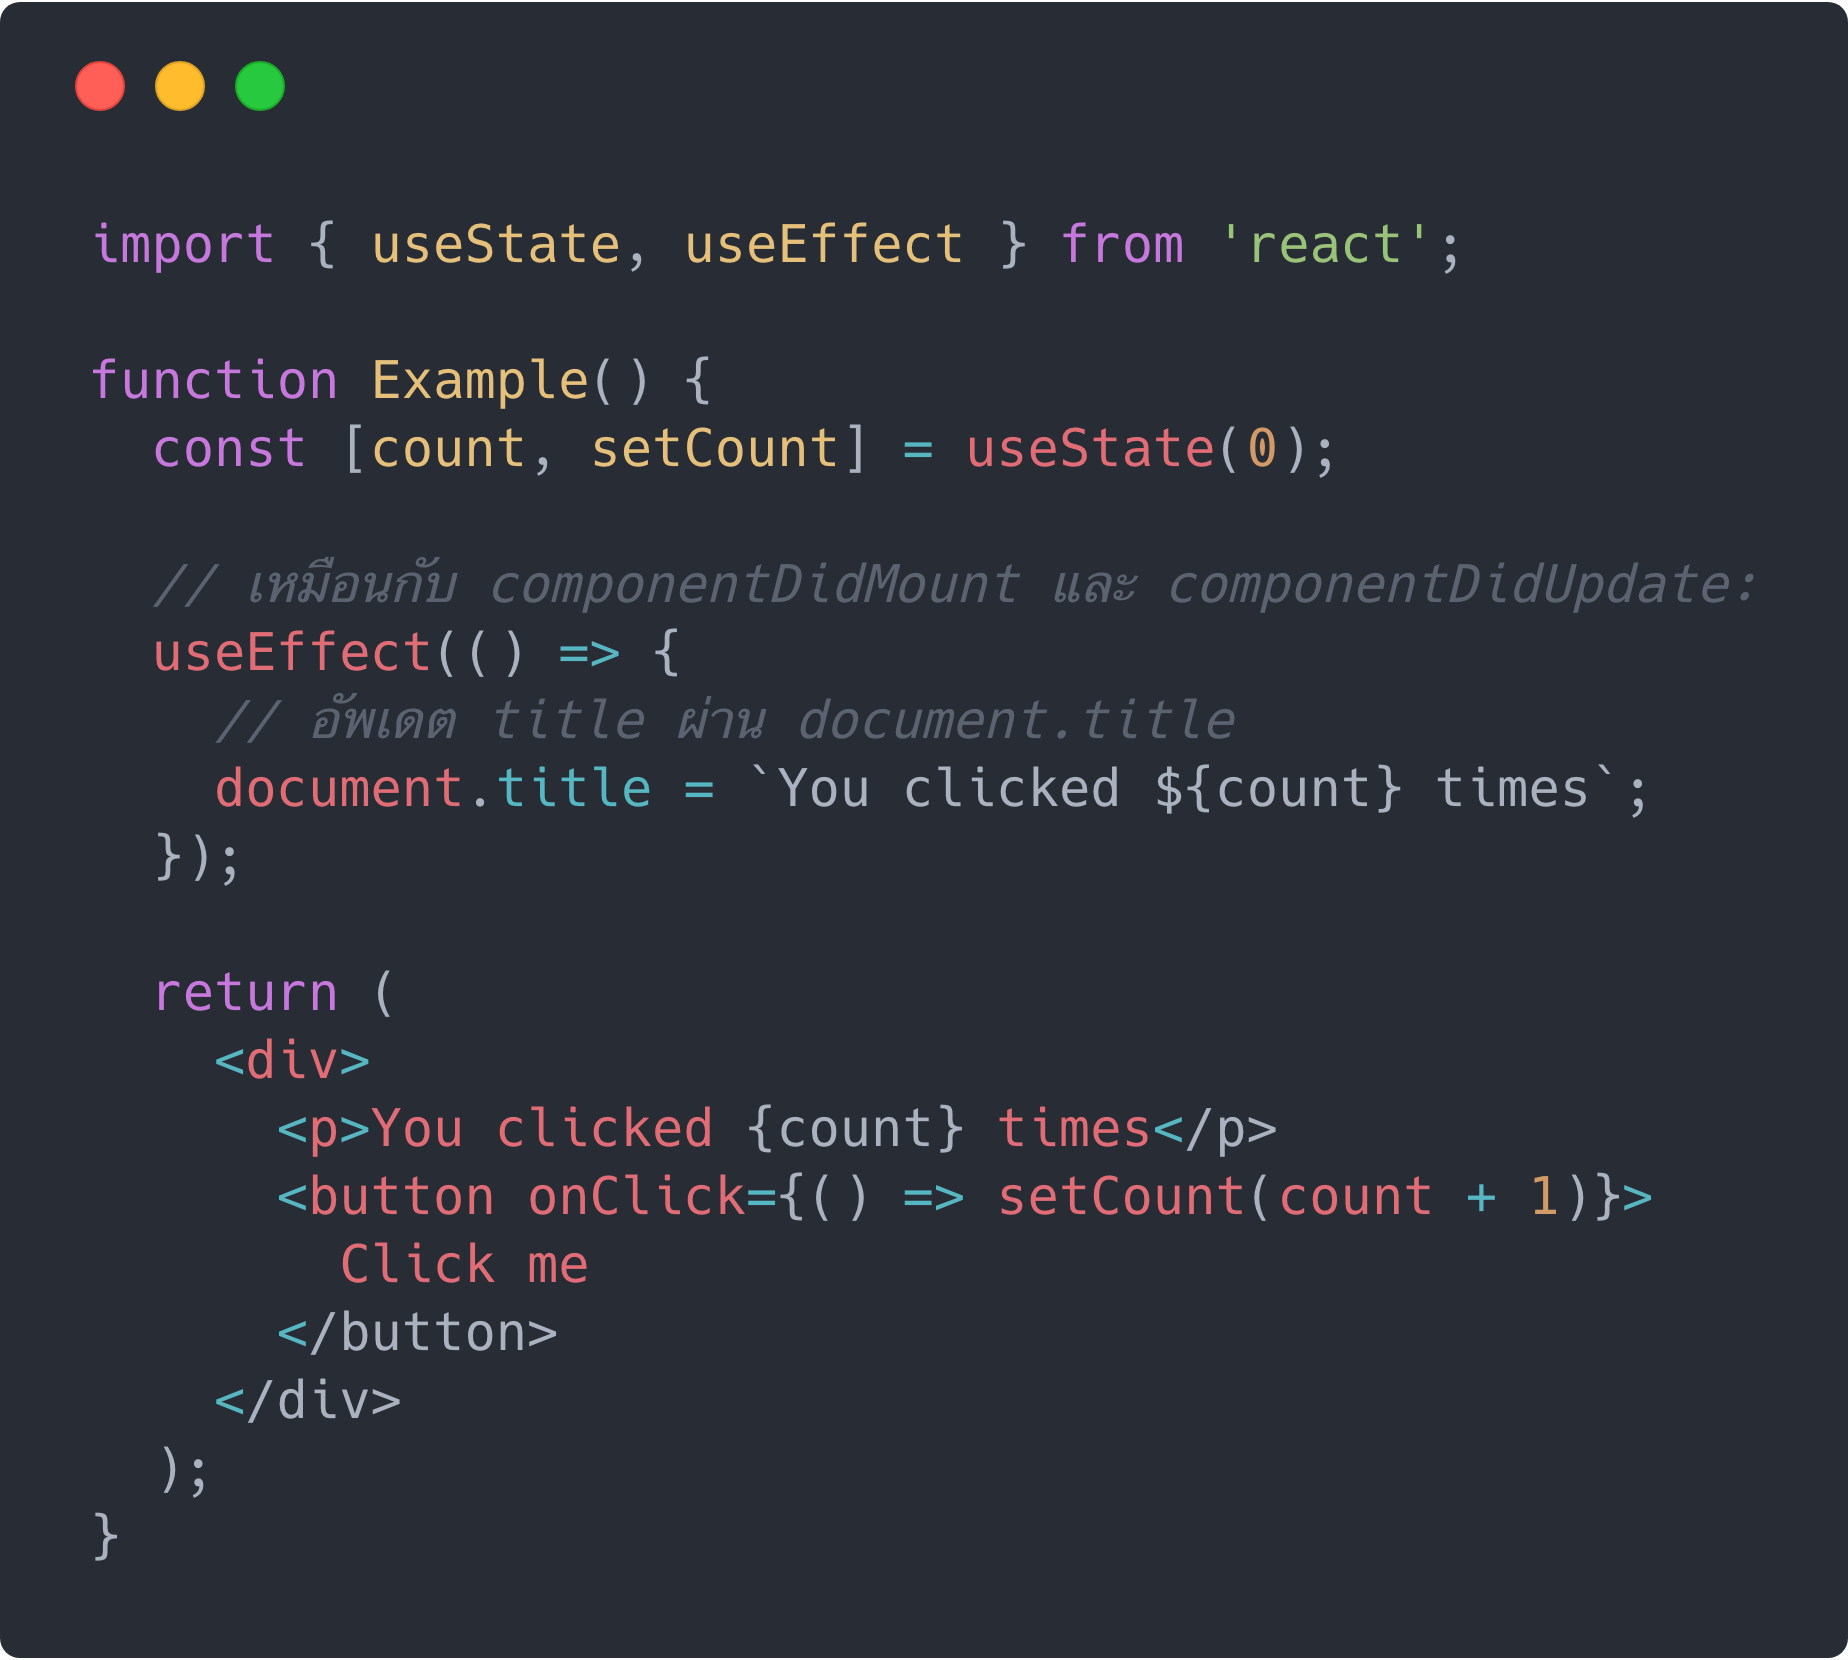 import { useState, useEffect } from 'react';
function Example() {
  const [count, setCount] = useState(0);
  // เหมือนกับ componentDidMount และ componentDidUpdate:
  useEffect(() => {
    // อัพเดต title ผ่าน document.title
    document.title = `You clicked ${count} times`;
  });
  return (
    <div>
      <p>You clicked {count} times</p>
      <button onClick={() => setCount(count + 1)}>
        Click me
      </button>
    </div>
  );
}